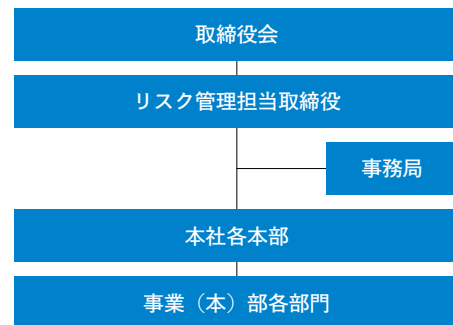 取締役会
リスク管理担当取締役
事務局
本社各本部
事業（本）部各部門